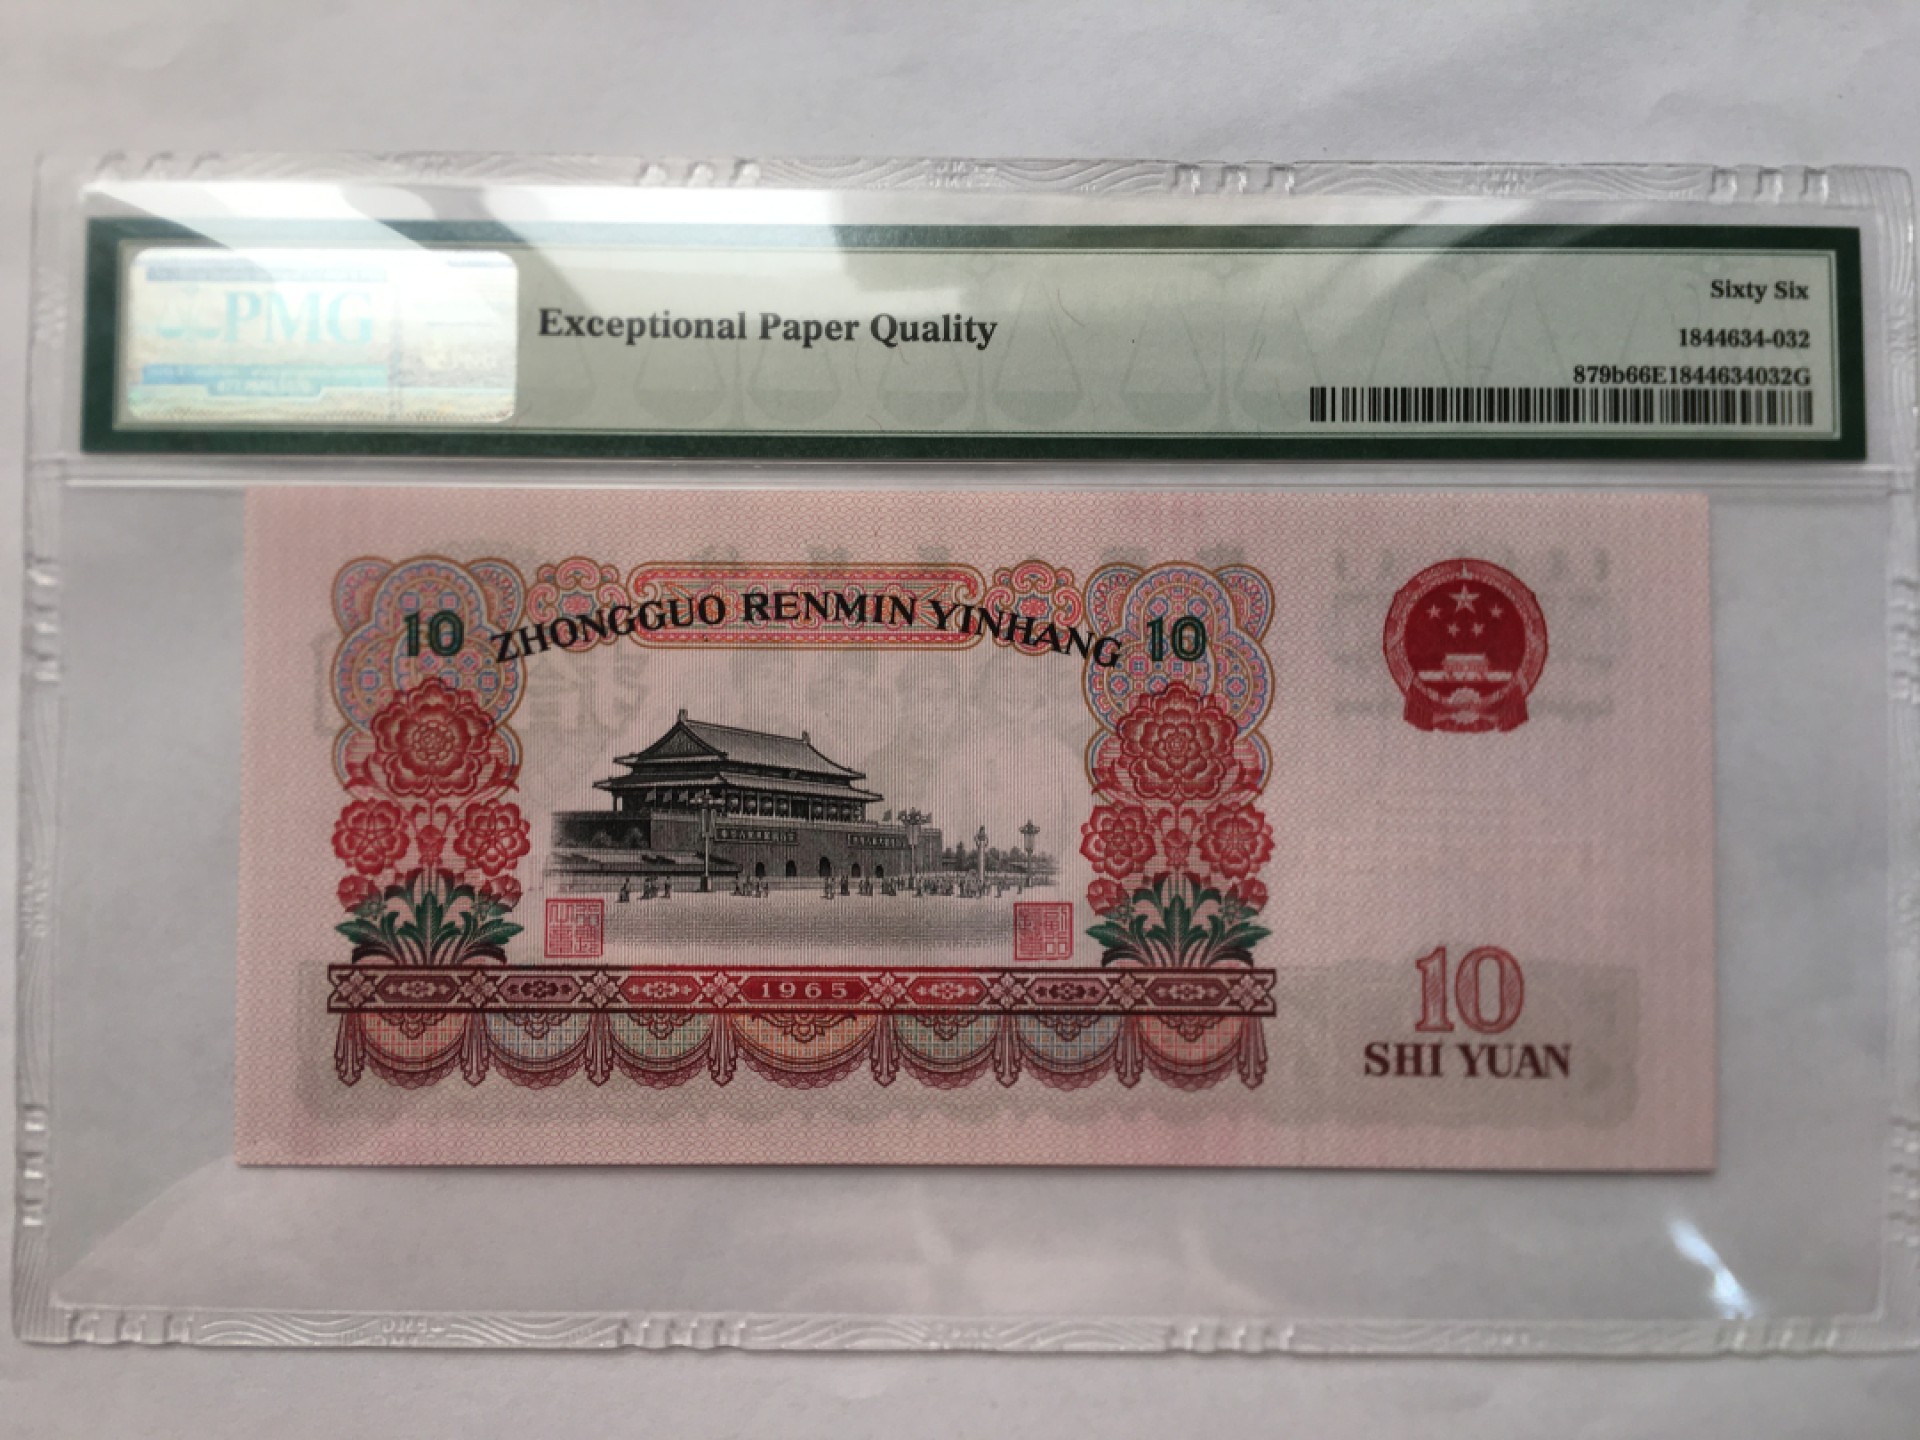 PMG
Exceptional Paper Quality
Sixty Six
1844634-032
879b66E1844634032G
10 ZHONGGUO RENMIN YINHANG 10
1965
10
SHI YUAN